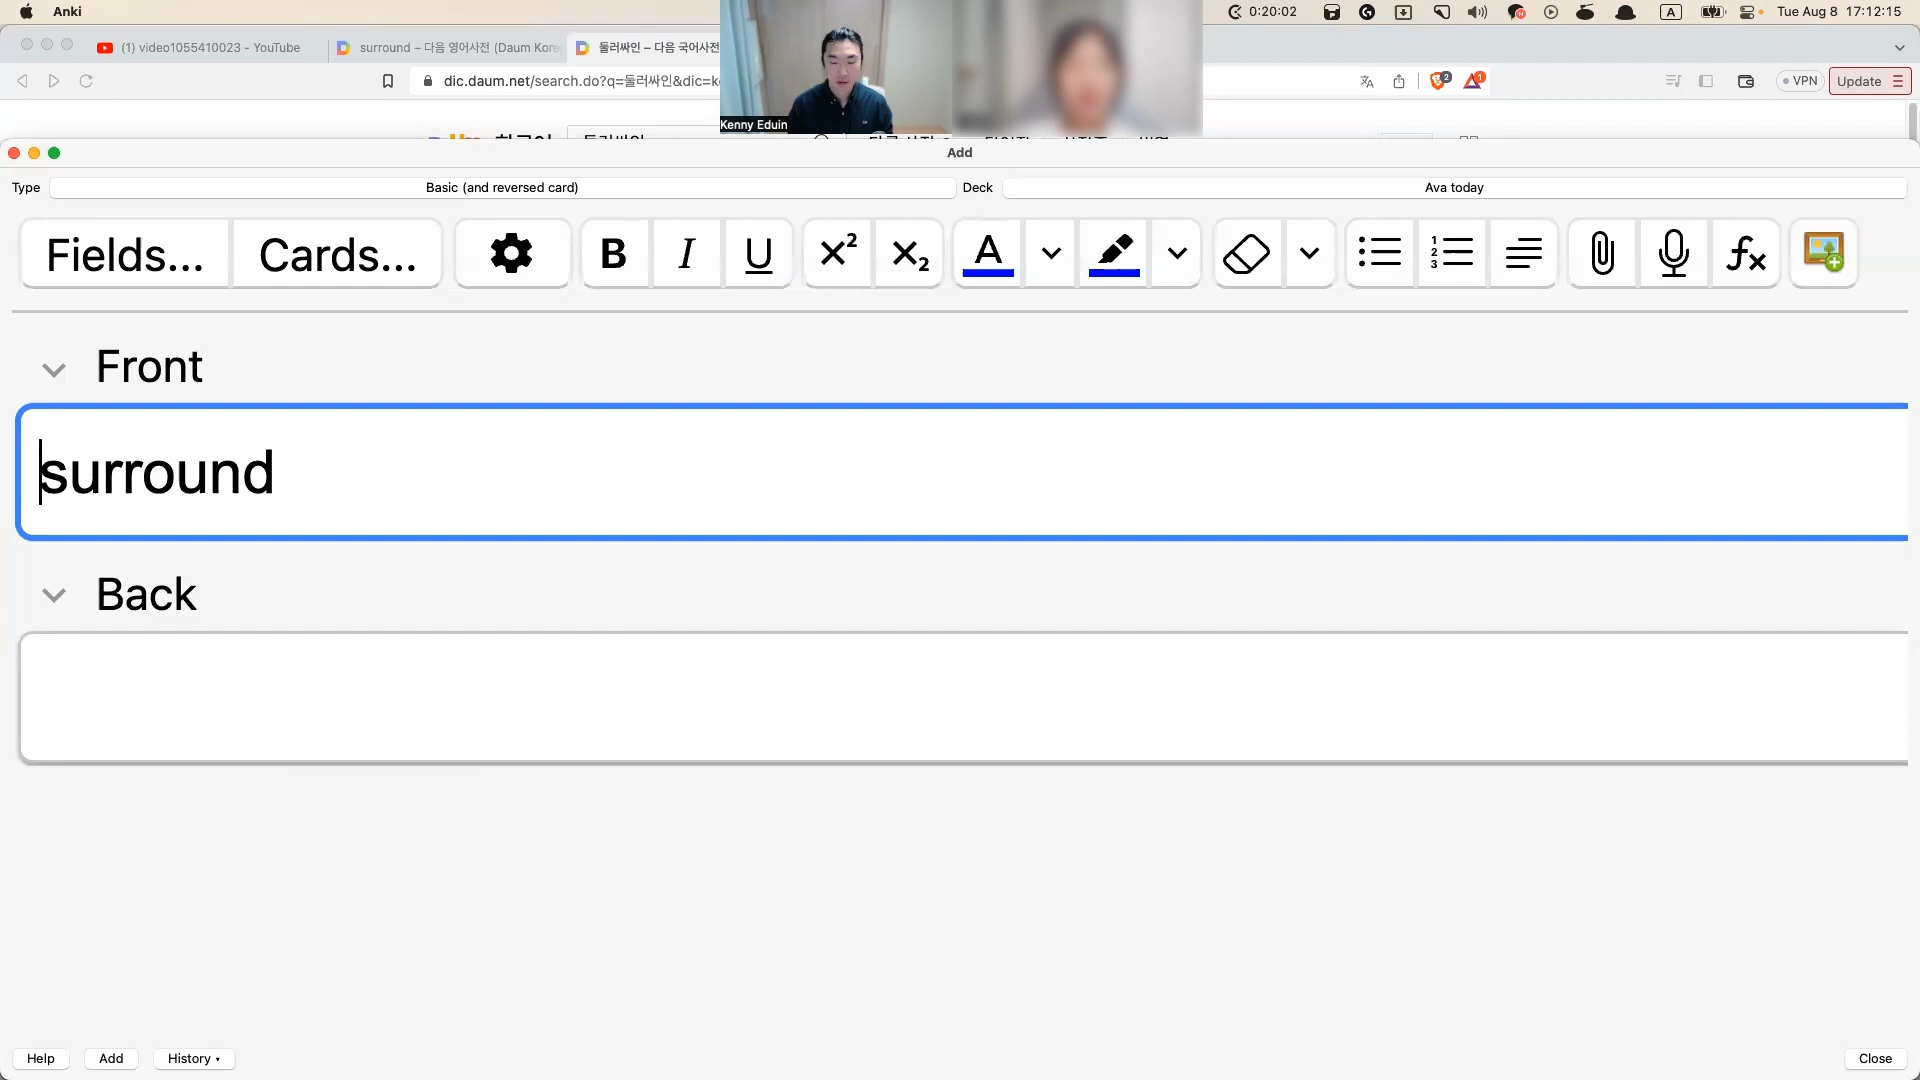 Anki
0:20:02
Tue Aug 8 17:12:15
(1) video1055410023 - YouTube
surround – 다음 영어사전 (Daum Kor
둘러싸인 – 다음 국어사전
dic.daum.net/search.do?q=둘러싸인&dic=k
2
1
VPN
Update
Kenny Eduin
Add
Type
Basic (and reversed card)
Deck
Ava today
Fields...
Cards...
B
I
U
Front
surround
Back
Help
Add
History
Close